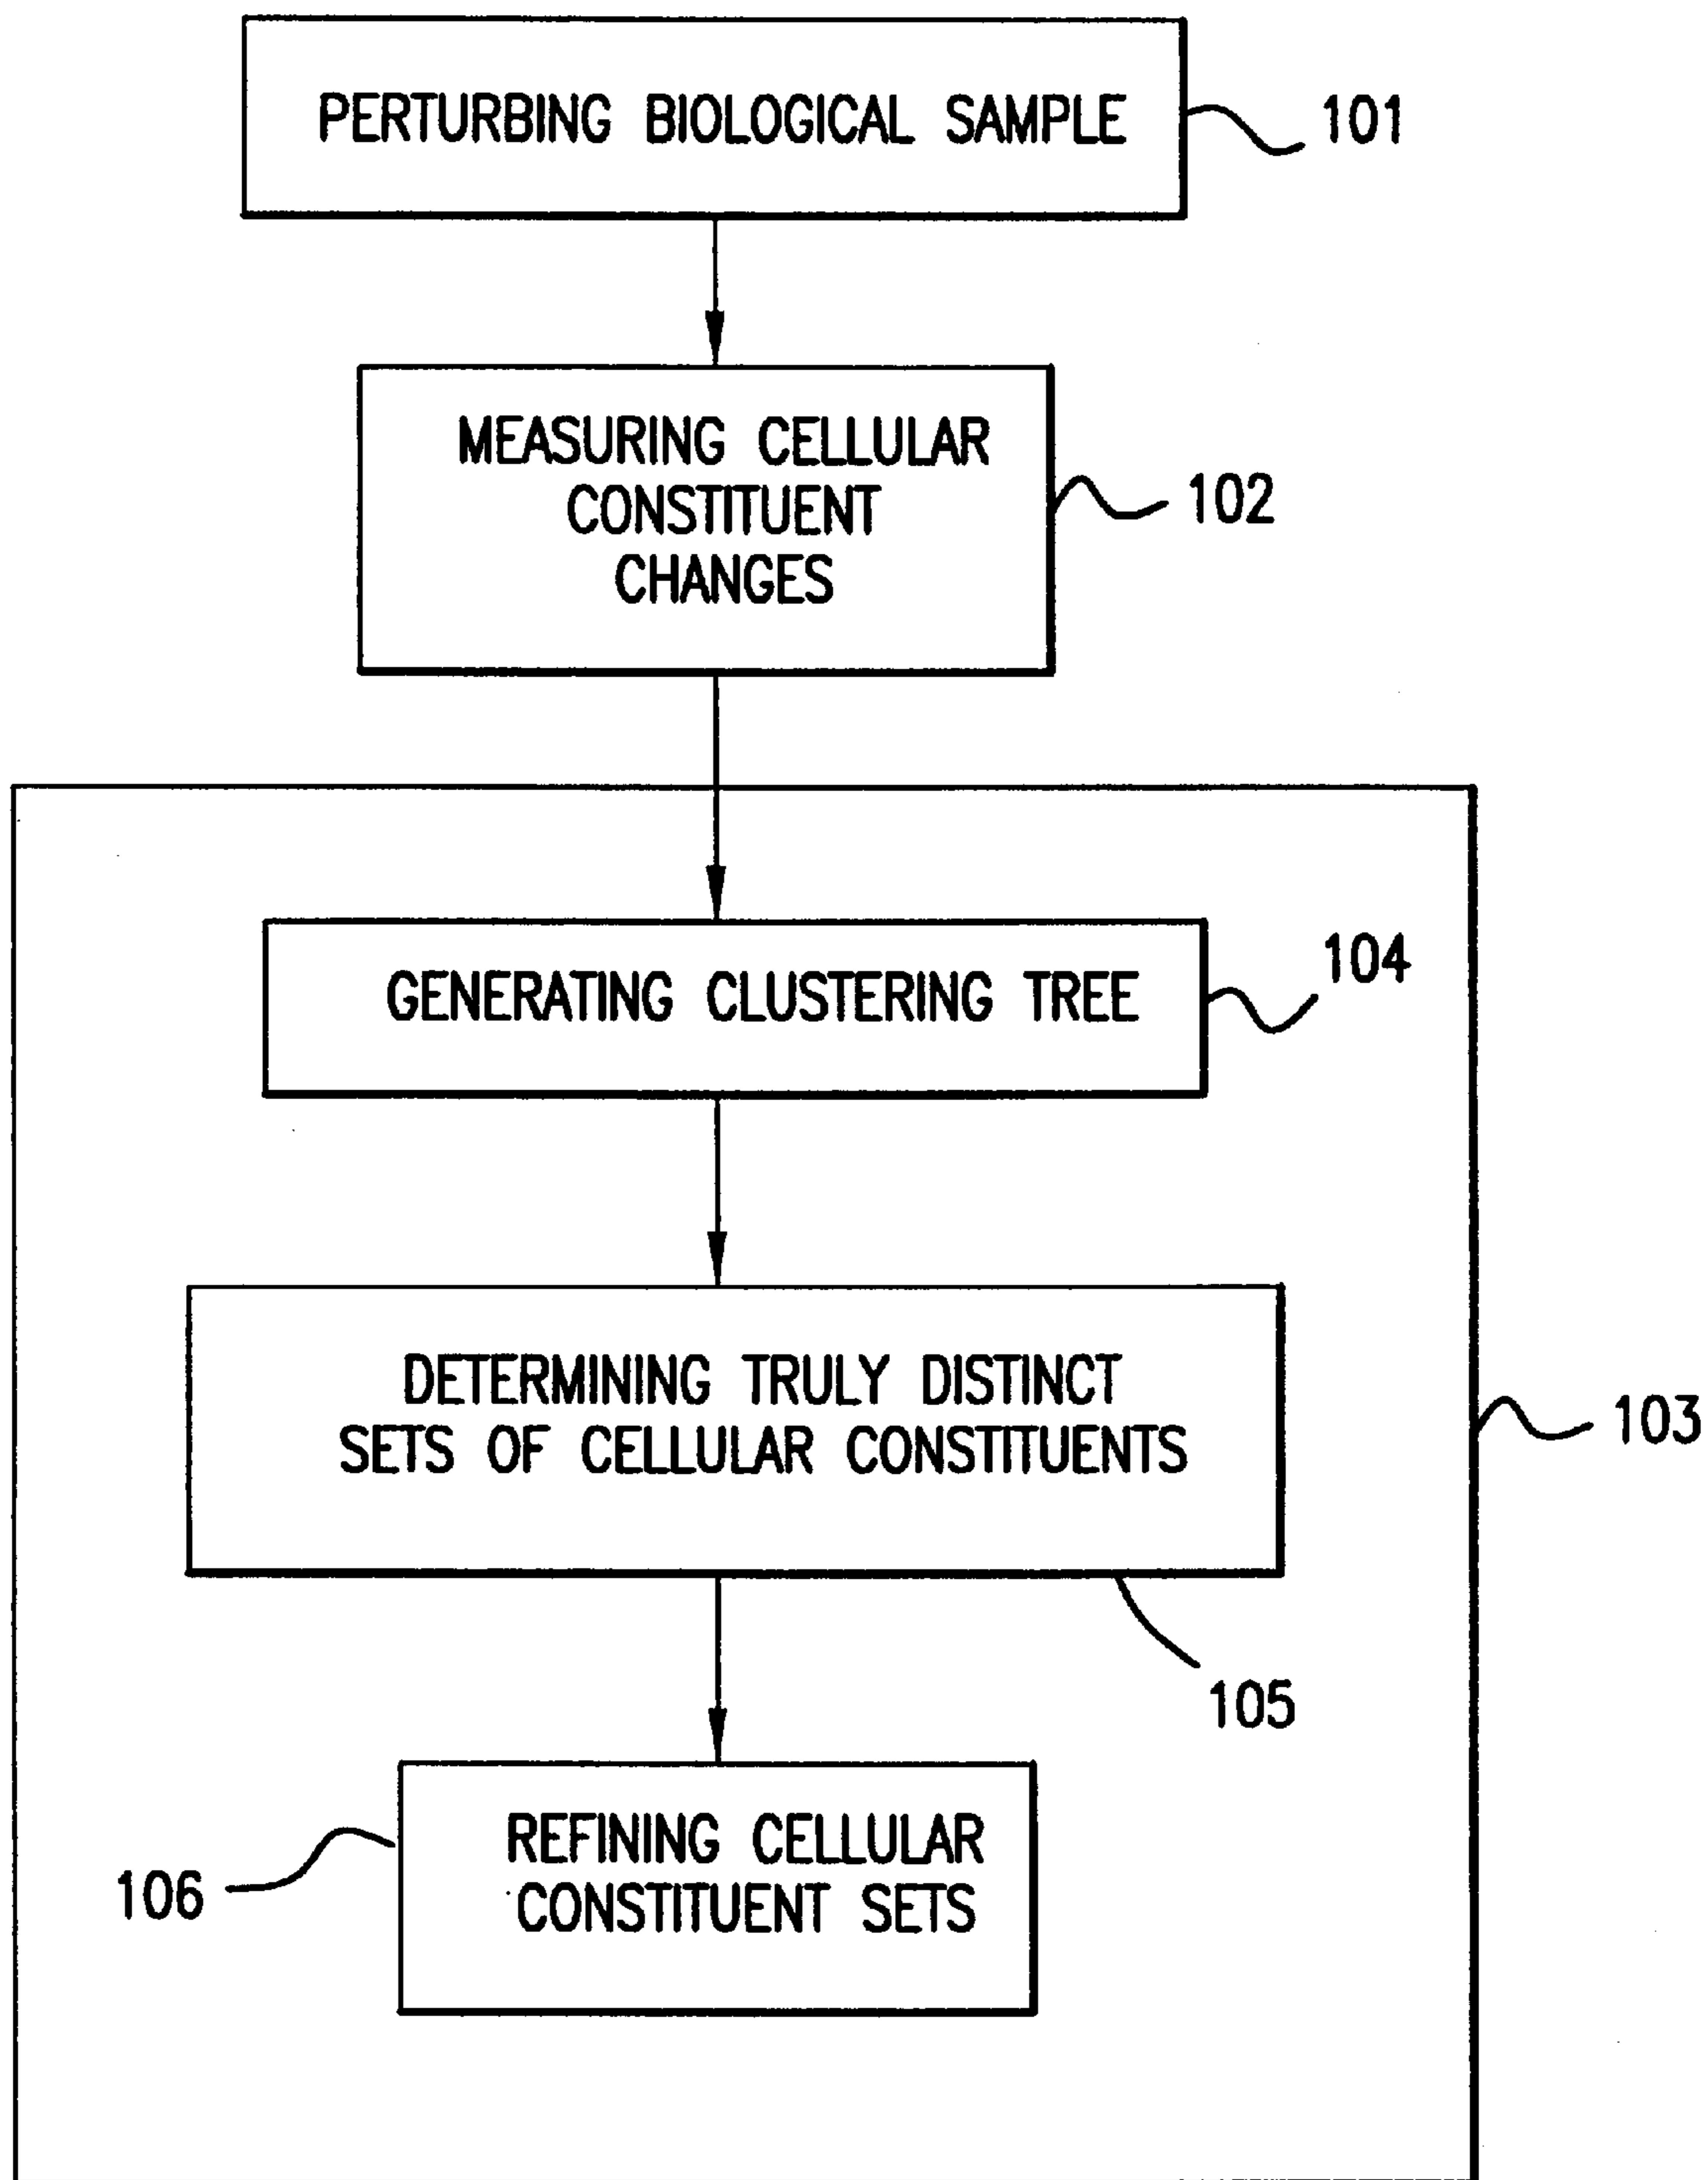 PERTURBING BIOLOGICAL SAMPLE
101
MEASURING CELLULAR
CONSTITUENT
CHANGES
102
GENERATING CLUSTERING TREE
104
DETERMINING TRULY DISTINCT
SETS OF CELLULAR CONSTITUENTS
103
105
REFINING CELLULAR
CONSTITUENT SETS
106